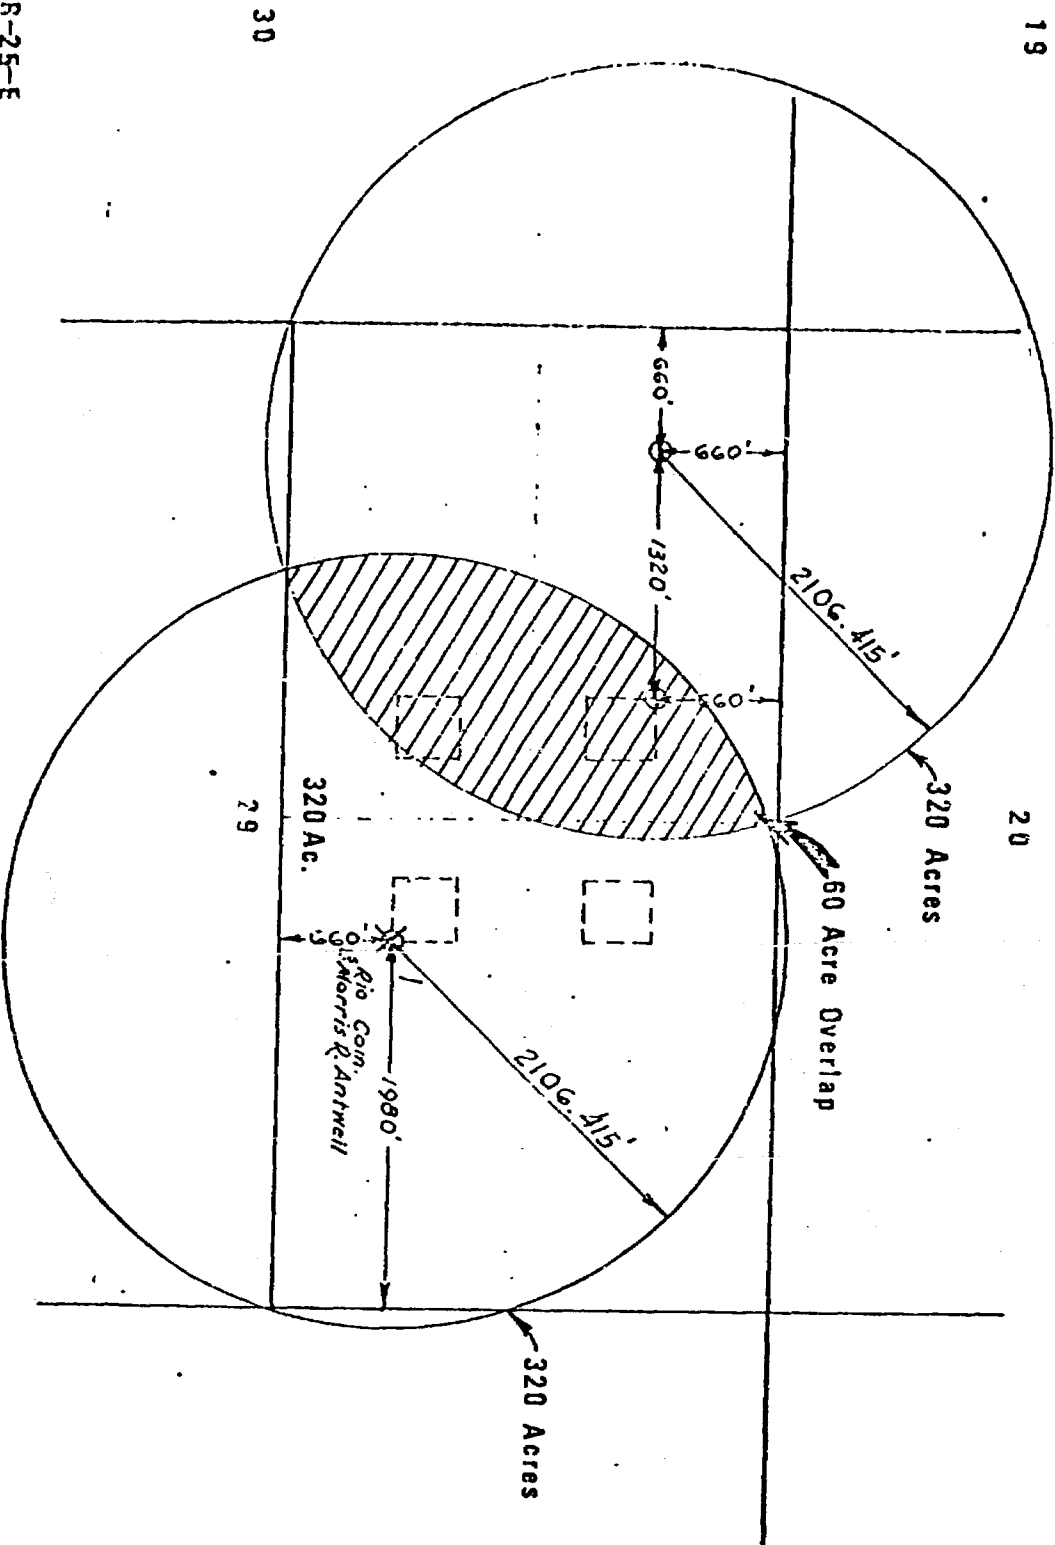 19
20
30
29
R-25-E
660'
660'
1320'
660'
2106.415'
320 Acres
60 Acre Overlap
320 Ac.
660'
1
Rio Com.
Morris R. Antweil
1980'
2106.415'
320 Acres